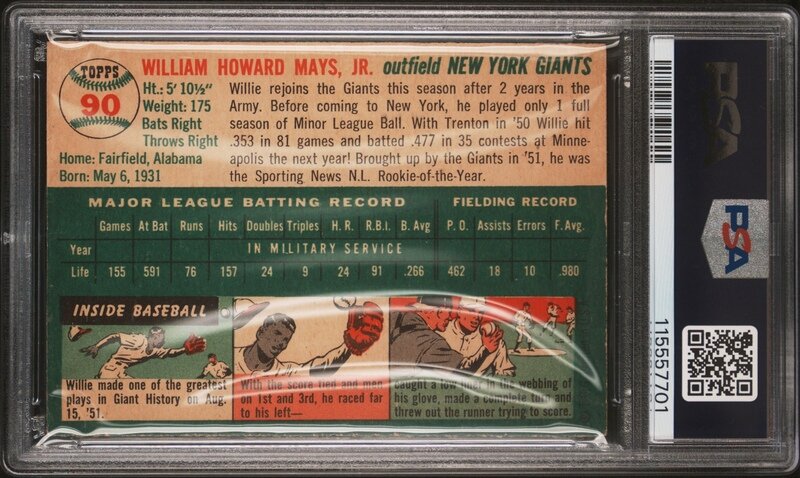 TOPPS
90
WILLIAM HOWARD MAYS, JR. outfield NEW YORK GIANTS
Ht.: 5' 10½"
Weight: 175
Bats Right
Throws Right
Home: Fairfield, Alabama
Born: May 6, 1931
Willie rejoins the Giants this season after 2 years in the
Army. Before coming to New York, he played only 1 full
season of Minor League Ball. With Trenton in '50 Willie hit
.353 in 81 games and batted .477 in 35 contests at Minne-
apolis the next year! Brought up by the Giants in '51, he was
the Sporting News N.L. Rookie-of-the-Year.
MAJOR LEAGUE BATTING RECORD FIELDING RECORD
Games At Bat Runs Hits Doubles Triples H. R. R.B.I. B. Avg P. O. Assists Errors F. Avg.
Year IN MILITARY SERVICE
Life 155 591 76 157 24 9 24 91 .266 462 18 10 .980
INSIDE BASEBALL
Willie made one of the greatest
plays in Giant History on Aug.
15, '51.
With the score tied and men
on 1st and 3rd, he raced far
to his left—
caught a low liner in the webbing of
his glove, made a complete turn and
threw out the runner trying to score.
PSA
PSA
115557701